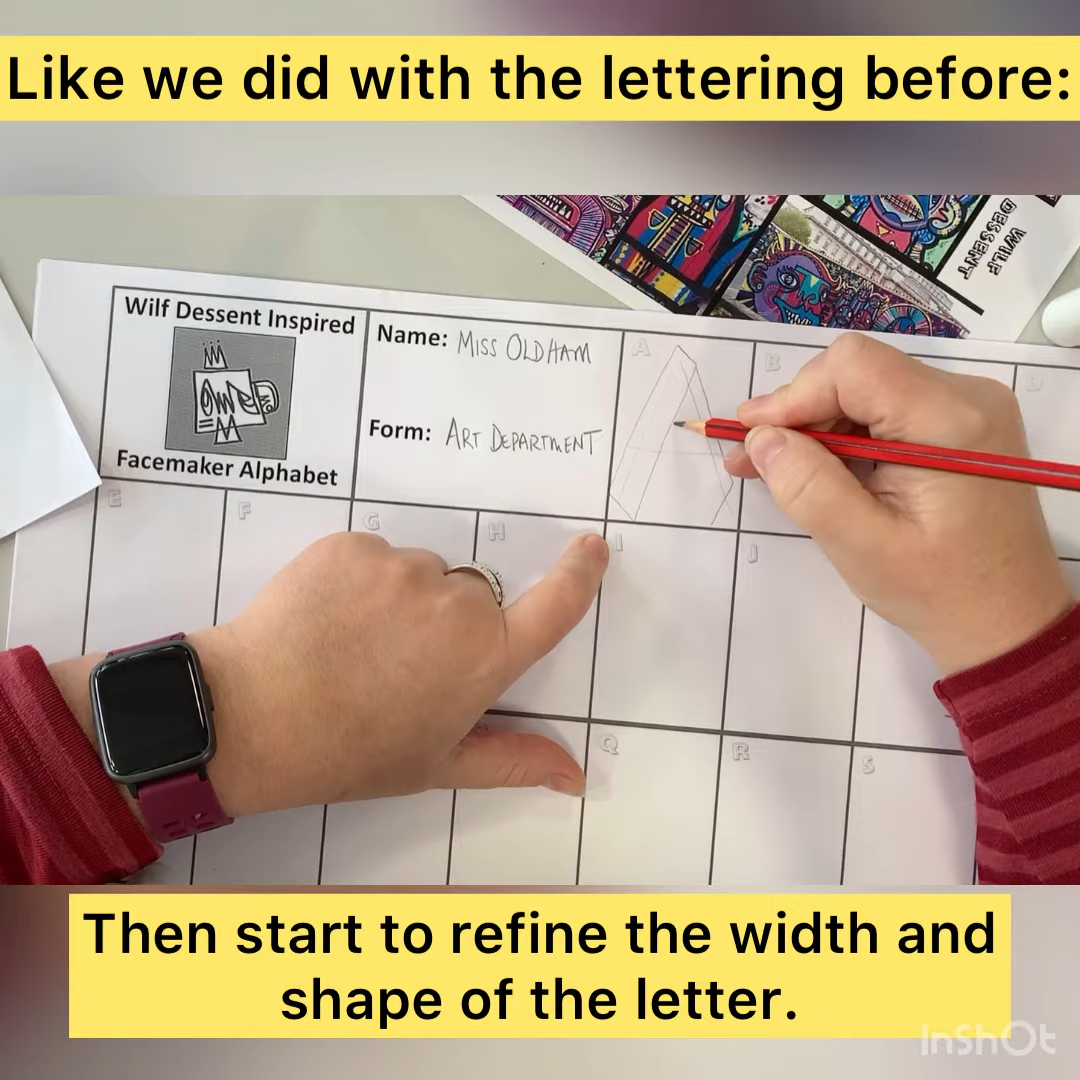 Like we did with the lettering before:
WILF
DESSENT
Wilf Dessent Inspired
Facemaker Alphabet
Name: MISS OLDHAM
Form: ART DEPARTMENT
A
B
D
E
F
G
H
I
J
Q
R
S
Then start to refine the width and
shape of the letter.
InShOt